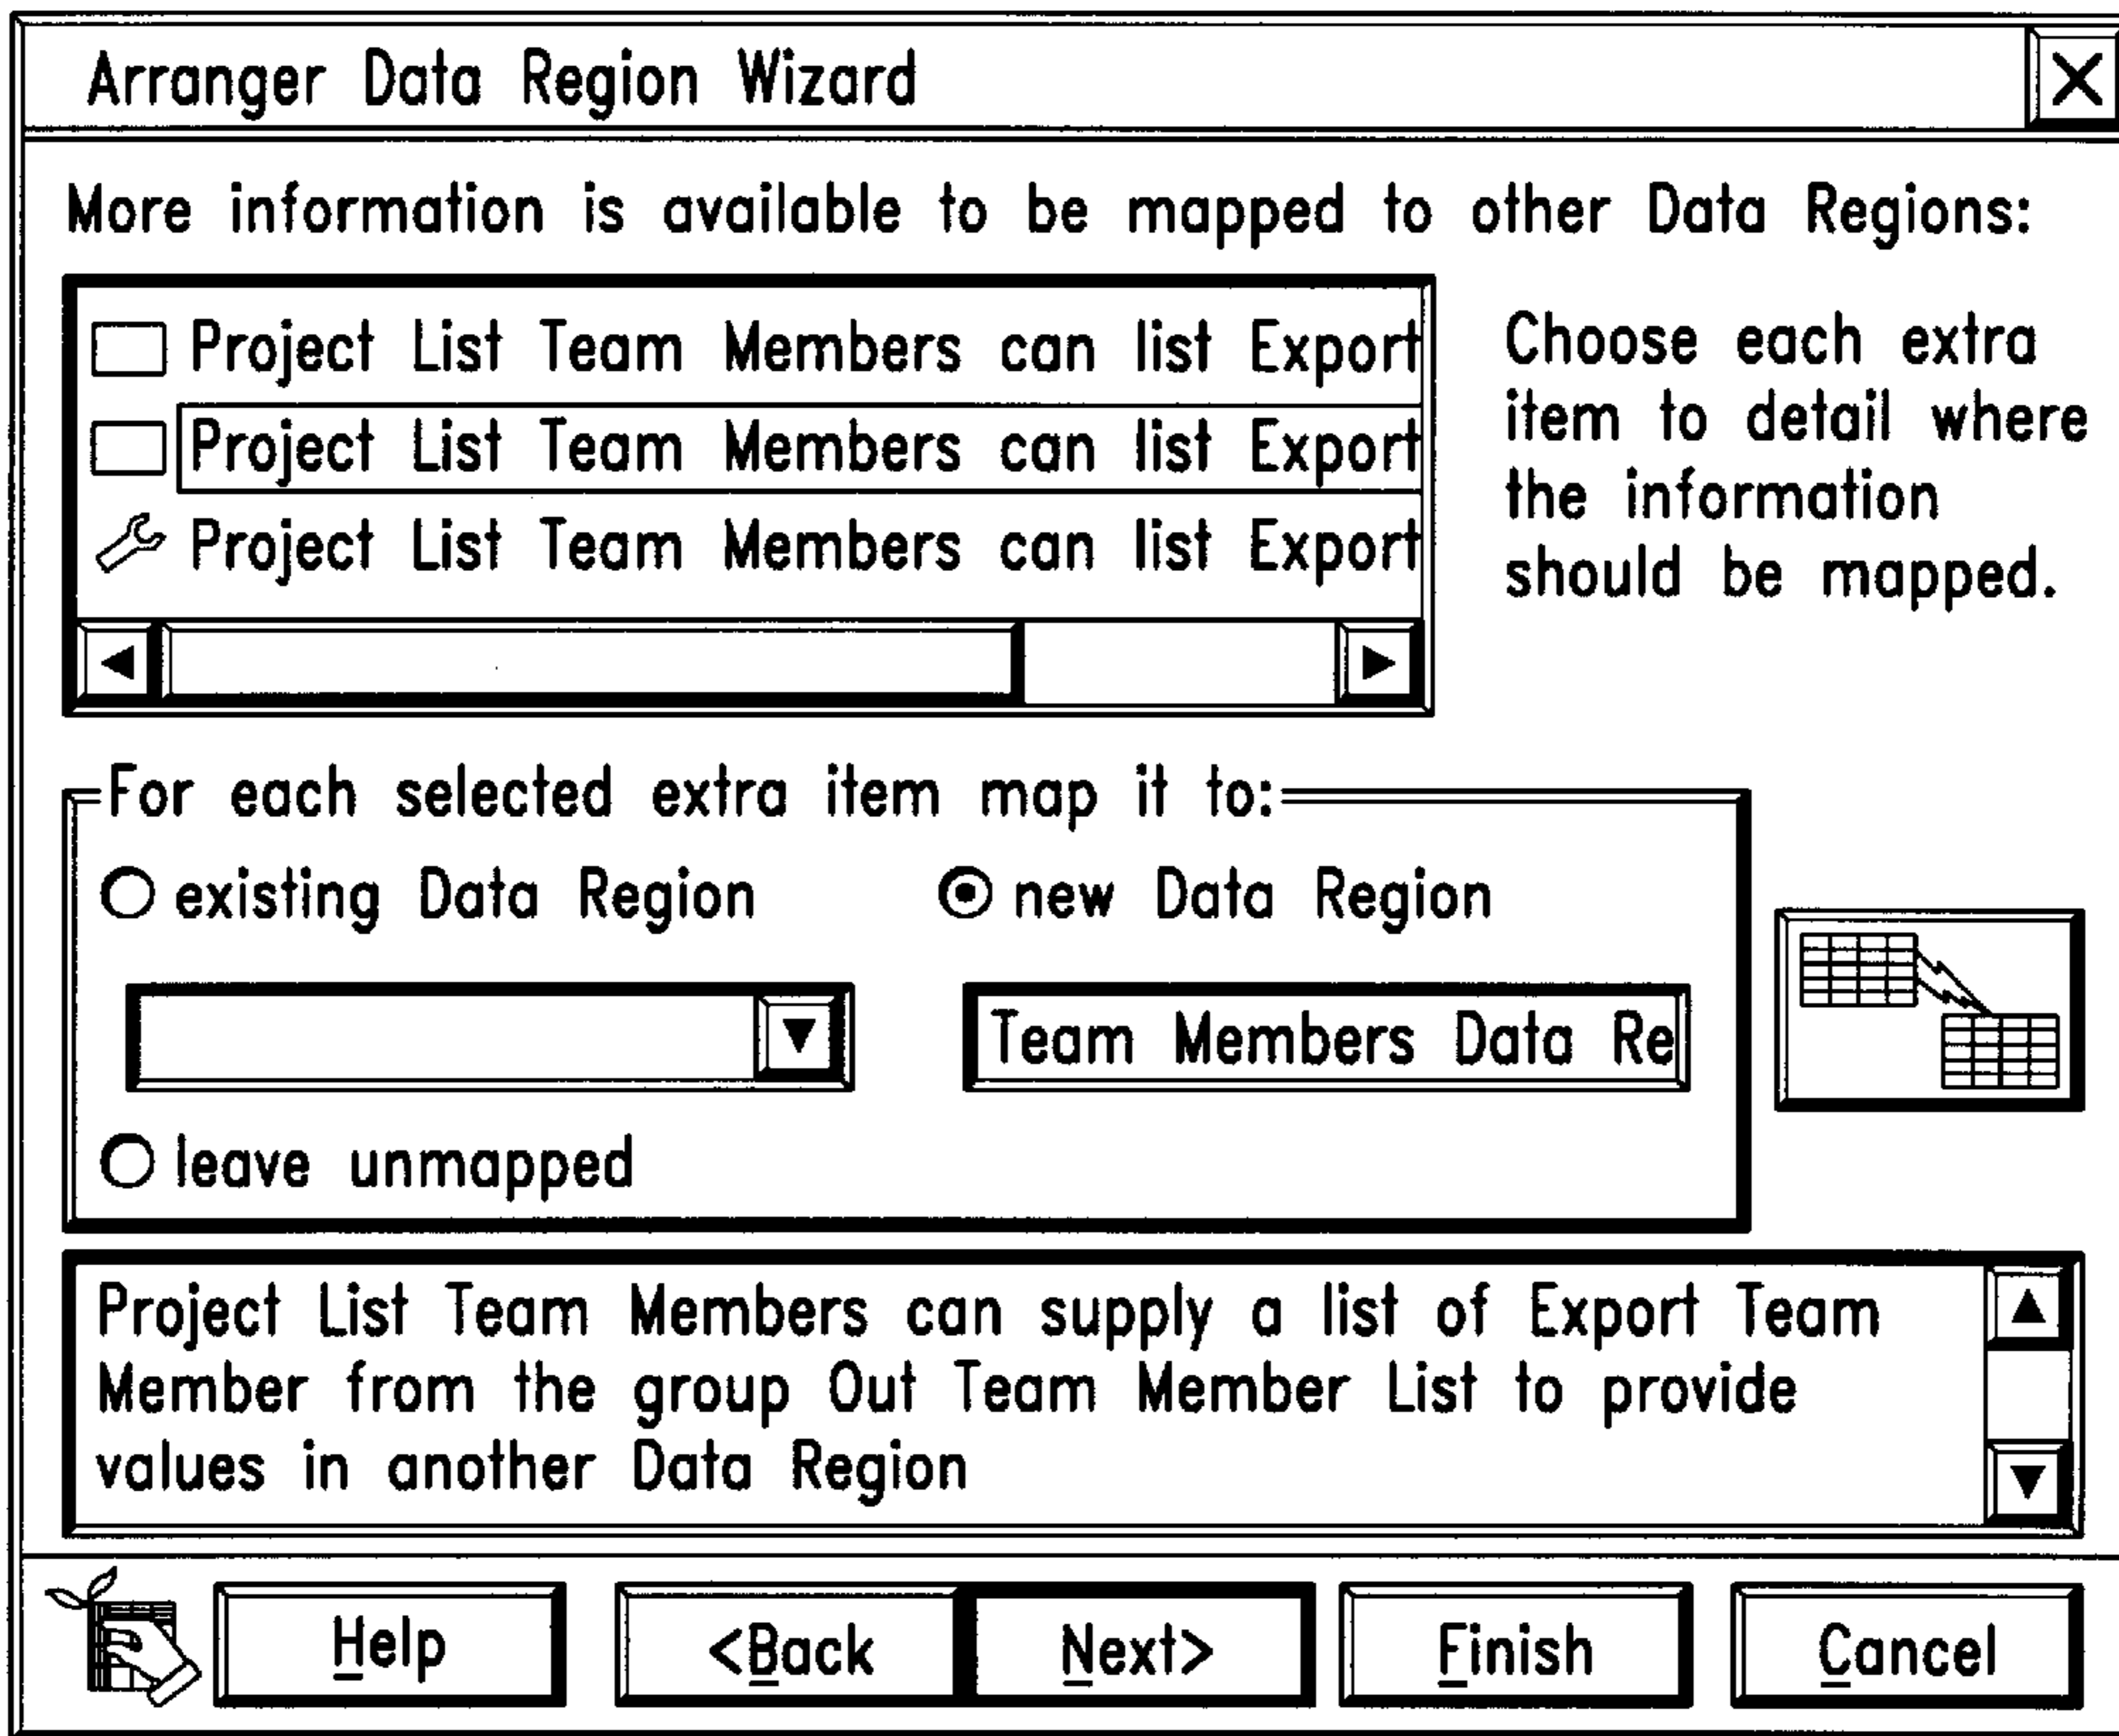 Arranger Data Region Wizard
More information is available to be mapped to other Data Regions:
Project List Team Members can list Export
Project List Team Members can list Export
Project List Team Members can list Export
Choose each extra
item to detail where
the information
should be mapped.
For each selected extra item map it to:
existing Data Region
new Data Region
Team Members Data Re
leave unmapped
Project List Team Members can supply a list of Export Team
Member from the group Out Team Member List to provide
values in another Data Region
Help
<Back
Next>
Finish
Cancel